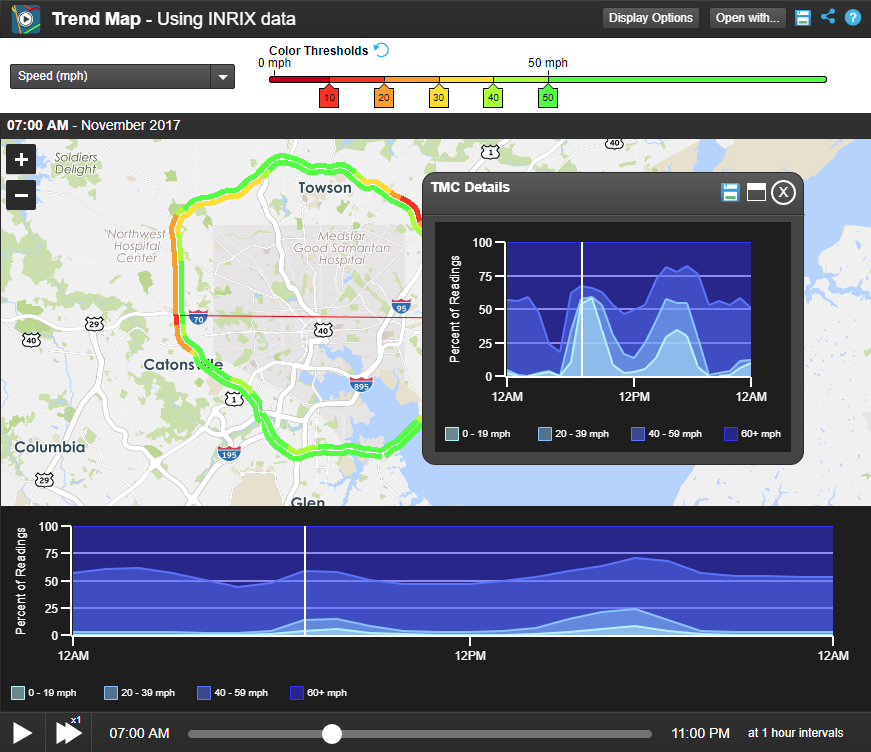 Trend Map - Using INRIX data
Display Options
Open with...
?
Color Thresholds
0 mph
50 mph
Speed (mph)
10
20
30
40
50
07:00 AM - November 2017
+
−
Soldiers
Delight
Towson
1
40
Northwest
Hospital
Center
Medstar
Good Samaritan
Hospital
70
95
29
40
40
Catonsville
895
1
Columbia
195
29
Glen
TMC Details
X
Percent of Readings
100
75
50
25
0
12AM
12PM
12AM
0 - 19 mph
20 - 39 mph
40 - 59 mph
60+ mph
Percent of Readings
100
75
50
25
0
12AM
12PM
12AM
0 - 19 mph
20 - 39 mph
40 - 59 mph
60+ mph
x1
07:00 AM
11:00 PM
at 1 hour intervals